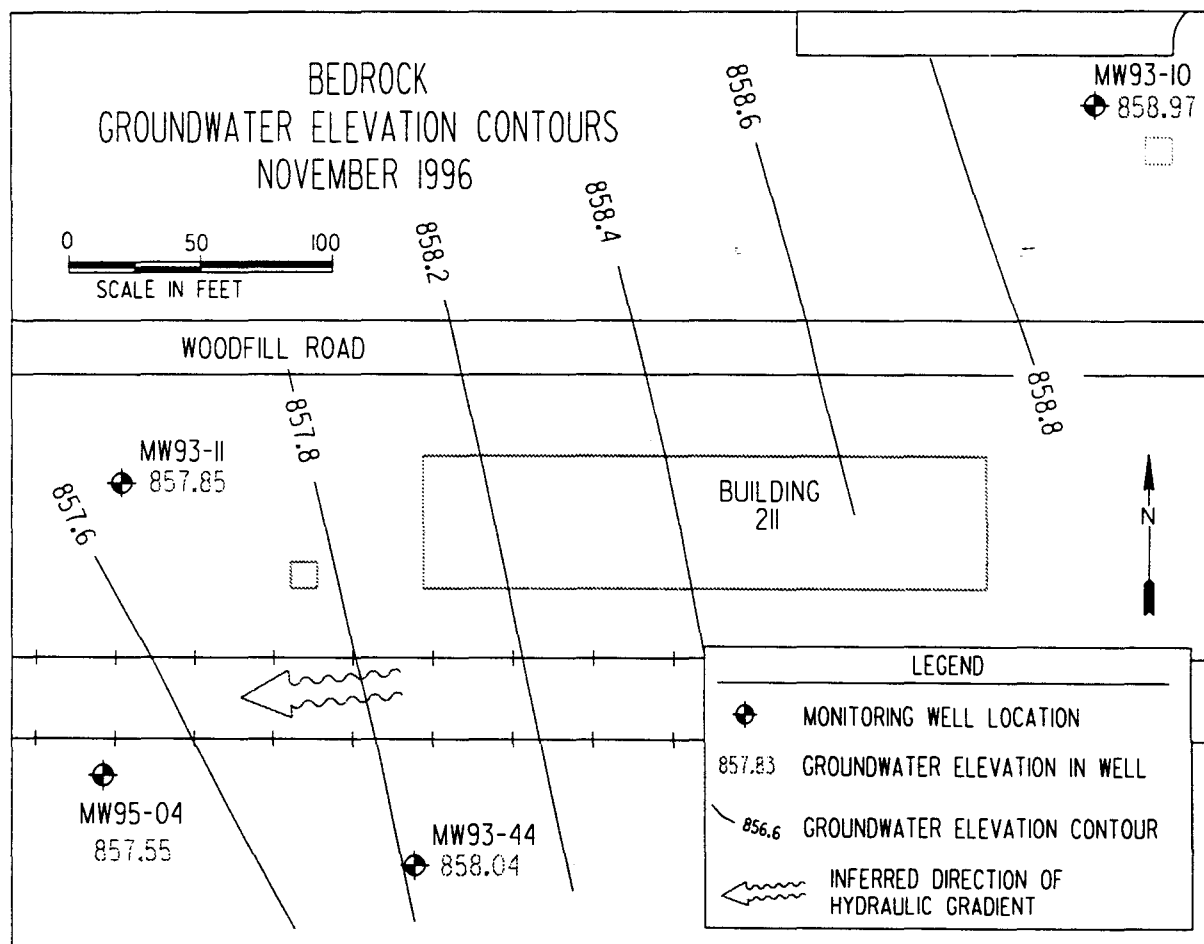 BEDROCK
GROUNDWATER ELEVATION CONTOURS
NOVEMBER 1996
0 50 100
SCALE IN FEET
858.6
MW93-10
858.97
858.4
858.2
WOODFILL ROAD
857.8
858.8
MW93-11
857.85
857.6
BUILDING
211
N
MW95-04
857.55
MW93-44
858.04
LEGEND
MONITORING WELL LOCATION
857.83 GROUNDWATER ELEVATION IN WELL
856.6 GROUNDWATER ELEVATION CONTOUR
INFERRED DIRECTION OF
HYDRAULIC GRADIENT